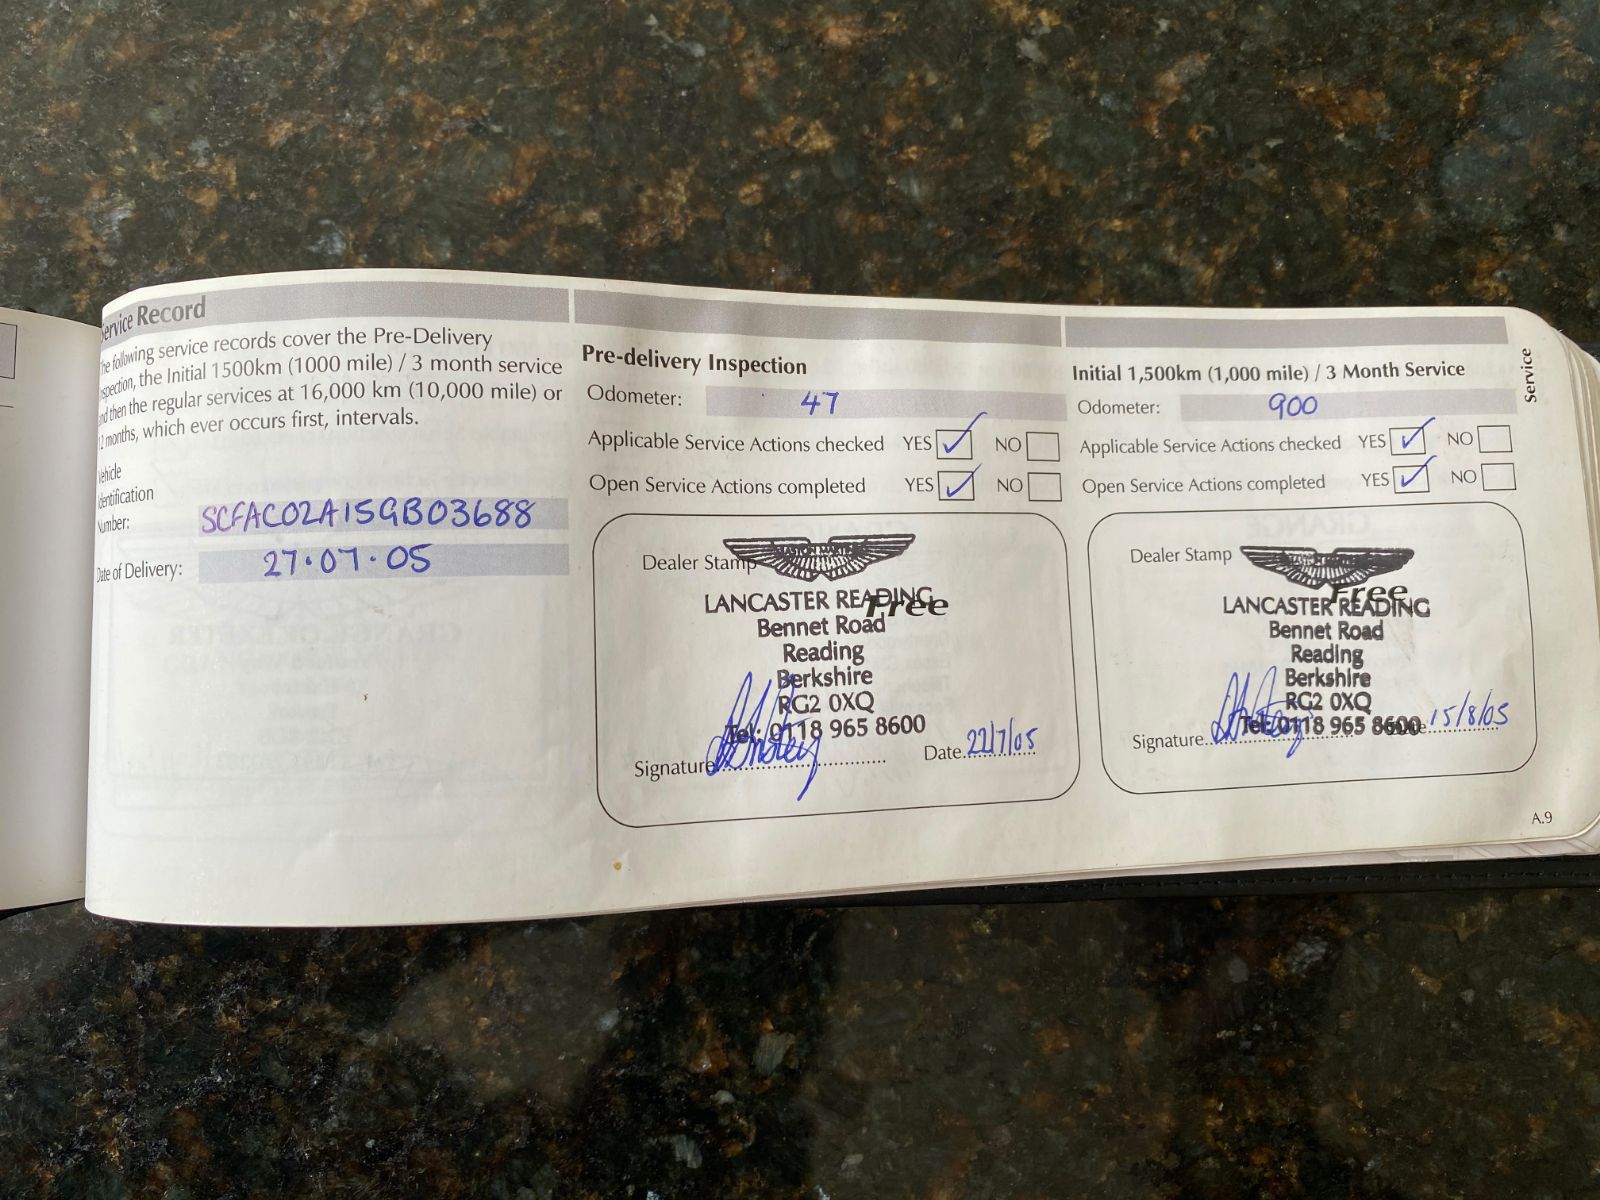 Service Record
The following service records cover the Pre-Delivery
Inspection, the Initial 1500km (1000 mile) / 3 month service
and then the regular services at 16,000 km (10,000 mile) or
12 months, which ever occurs first, intervals.
Vehicle
Identification
Number:
SCFAC02A15GB03688
Date of Delivery:
27·07·05
Pre-delivery Inspection
Odometer: 47
Applicable Service Actions checked YES NO
Open Service Actions completed YES NO
Dealer Stamp
ASTON MARTIN
LANCASTER READING
Free
Bennet Road
Reading
Berkshire
RG2 0XQ
Tel: 0118 965 8600
Signature
Date 22/7/05
Initial 1,500km (1,000 mile) / 3 Month Service
Odometer: 900
Applicable Service Actions checked YES NO
Open Service Actions completed YES NO
Dealer Stamp
Free
LANCASTER READING
Bennet Road
Reading
Berkshire
RG2 0XQ
Tel: 0118 965 8600
Signature
Date 15/8/05
Service
A.9